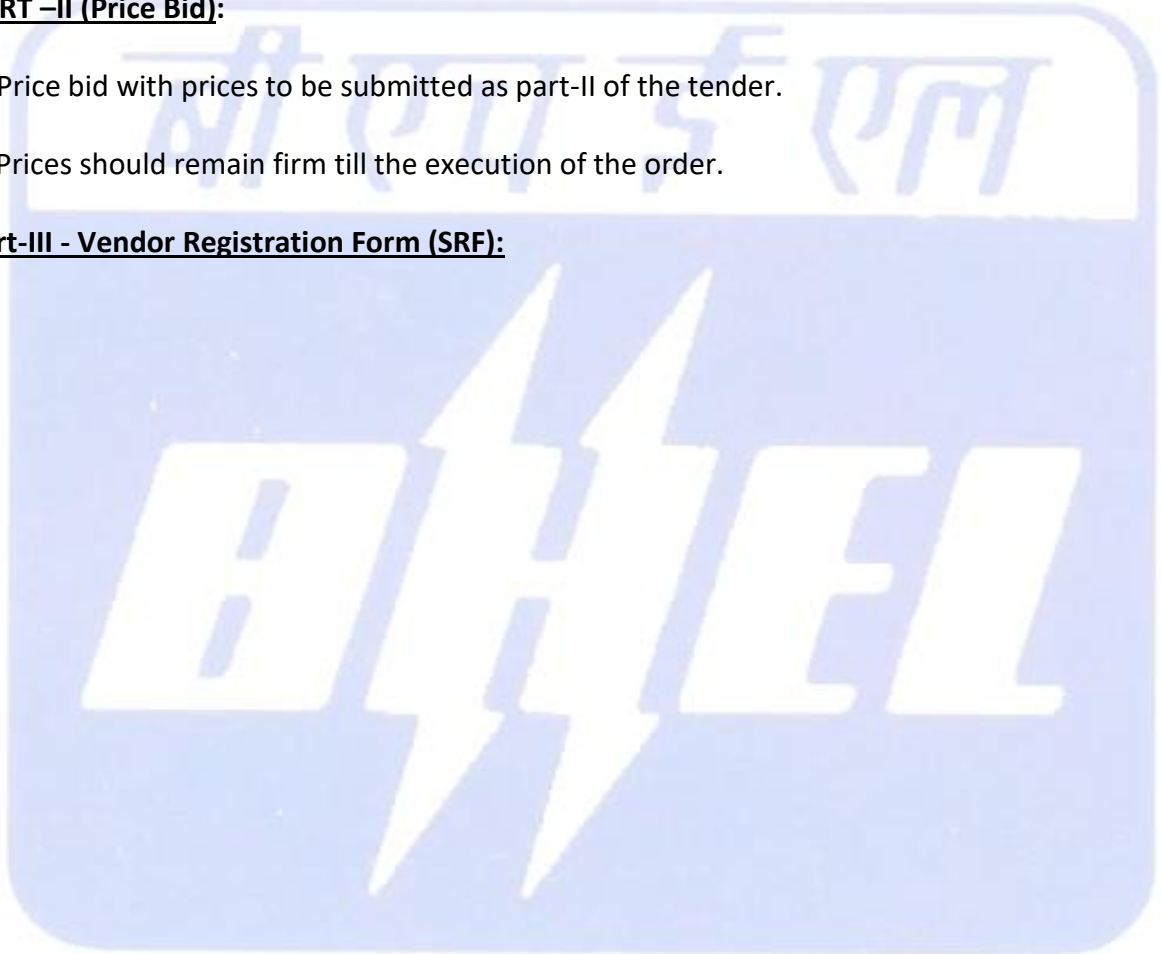 RT –II (Price Bid):
Price bid with prices to be submitted as part-II of the tender.
Prices should remain firm till the execution of the order.
rt-III - Vendor Registration Form (SRF):
बी एच ई एल
BHEL